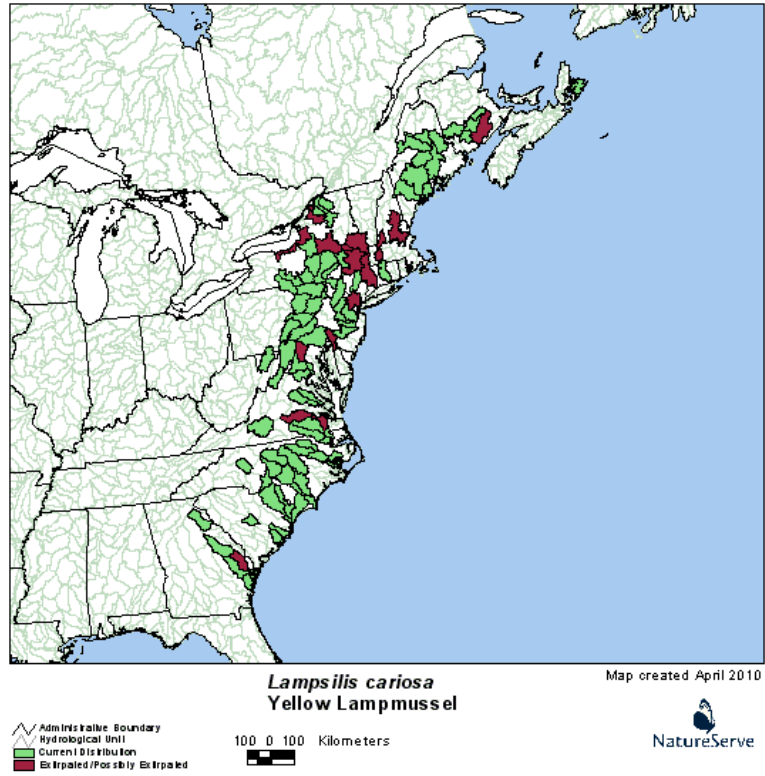 Lampsilis cariosa
Yellow Lampmussel
Map created April 2010
Administrative Boundary
Hydrological Unit
Current Distribution
Extirpated/Possibly Extirpated
100 0 100 Kilometers
NatureServe